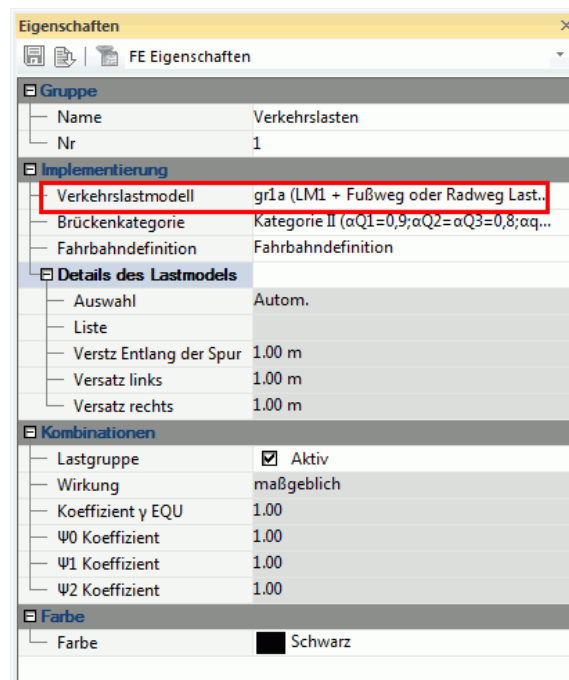 Eigenschaften
FE Eigenschaften
Gruppe
Name Verkehrslasten
Nr 1
Implementierung
Verkehrslastmodell gr1a (LM1 + Fußweg oder Radweg Last..
Brückenkategorie Kategorie II (αQ1=0,9;αQ2=αQ3=0,8;αq...
Fahrbahndefinition Fahrbahndefinition
Details des Lastmodels
Auswahl Autom.
Liste
Verstz Entlang der Spur 1.00 m
Versatz links 1.00 m
Versatz rechts 1.00 m
Kombinationen
Lastgruppe Aktiv
Wirkung maßgeblich
Koeffizient γ EQU 1.00
Ψ0 Koeffizient 1.00
Ψ1 Koeffizient 1.00
Ψ2 Koeffizient 1.00
Farbe
Farbe Schwarz